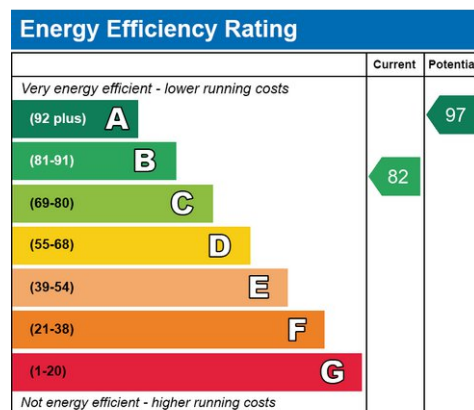 Energy Efficiency Rating
Current Potential
Very energy efficient - lower running costs
(92 plus) A
97
(81-91) B
82
(69-80) C
(55-68) D
(39-54) E
(21-38) F
(1-20) G
Not energy efficient - higher running costs